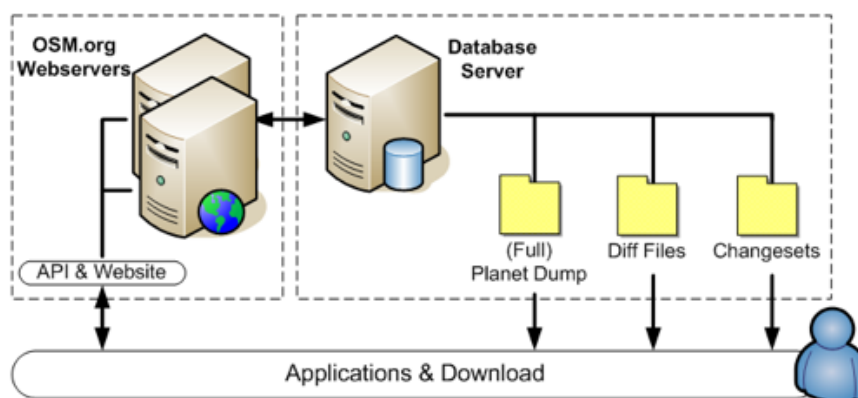 OSM.org
Webservers
Database
Server
(Full)
Planet Dump
Diff Files
Changesets
API & Website
Applications & Download